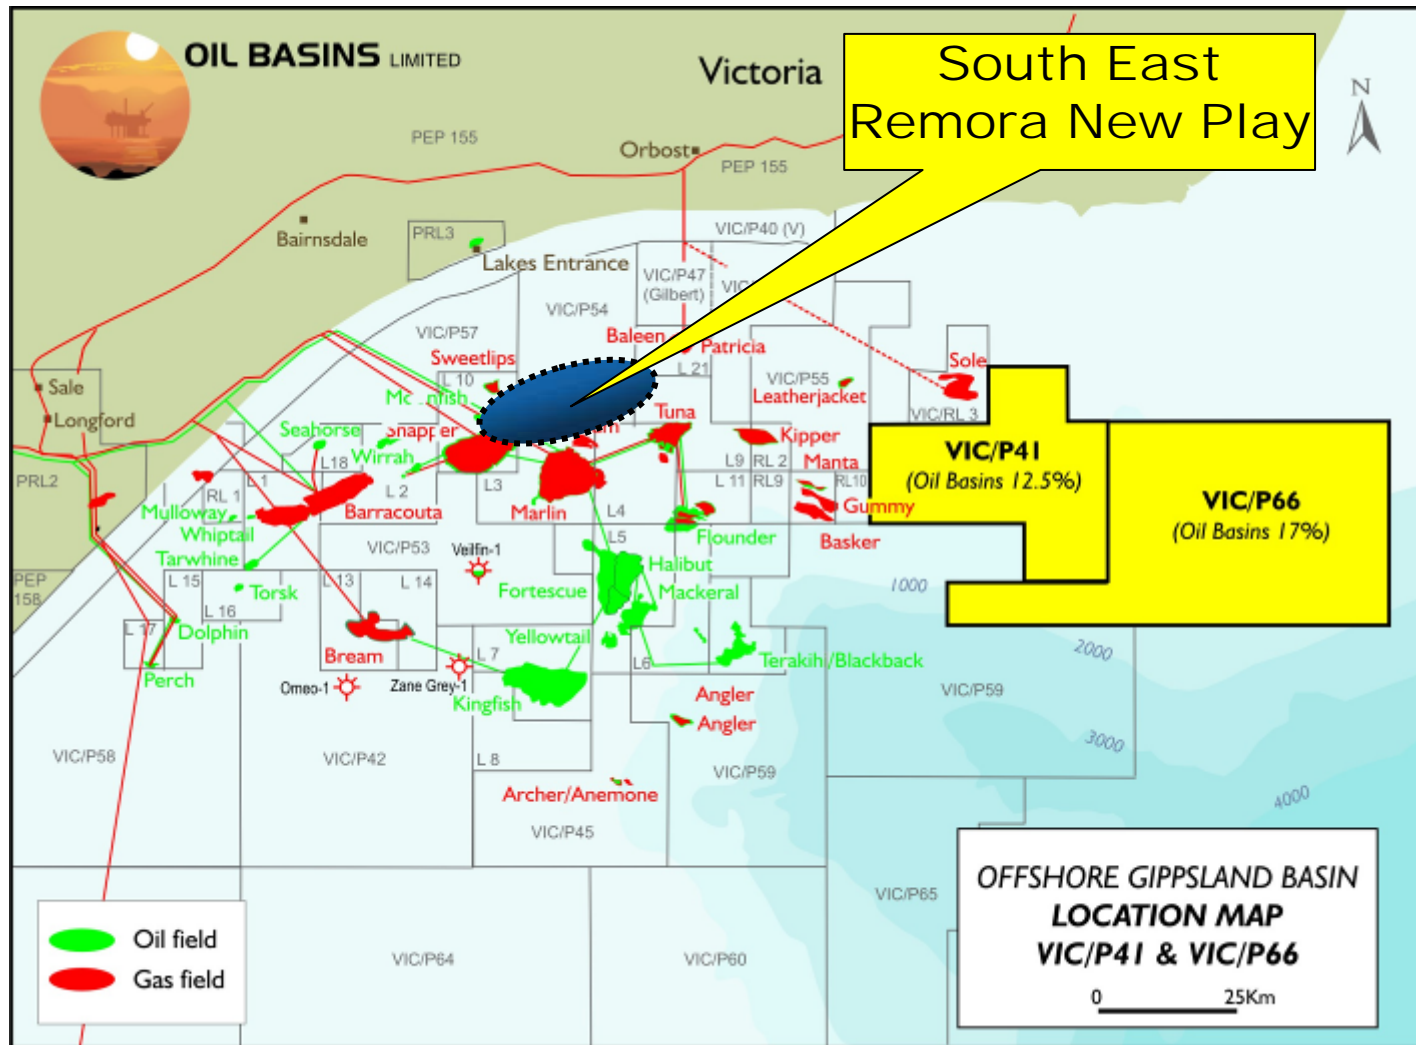 OIL BASINS LIMITED
Victoria
South East
Remora New Play
N
PEP 155
Orbost
PEP 155
Bairnsdale
PRL3
Lakes Entrance
VIC/P40 (V)
VIC/P47
(Gilbert)
VIC/P54
VIC/P57
Baleen
Patricia
Sweetlips
L 10
L 21
VIC/P55
Leatherjacket
Sole
VIC/RL 3
Sale
Longford
Seahorse
Snapper
Wirrah
Tuna
Kipper
Manta
Gummy
Basker
VIC/P41
(Oil Basins 12.5%)
VIC/P66
(Oil Basins 17%)
PRL2
RL 1
L 1
L18
L 2
L3
L4
L9
RL 2
L 11
RL9
RL10
Mulloway
Whiptail
Tarwhine
Barracouta
Marlin
Flounder
VIC/P53
Veilfin-1
L5
Halibut
Fortescue
Mackeral
1000
PEP
158
L 15
L 16
L 17
Torsk
Dolphin
Perch
L 13
L 14
Bream
Omeo-1
Zane Grey-1
L 7
Yellowtail
Kingfish
L6
Terakih /Blackback
2000
VIC/P59
Angler
Angler
3000
VIC/P58
VIC/P42
L 8
VIC/P59
Archer/Anemone
4000
VIC/P45
VIC/P65
VIC/P64
VIC/P60
Oil field
Gas field
OFFSHORE GIPPSLAND BASIN
LOCATION MAP
VIC/P41 & VIC/P66
0 25Km